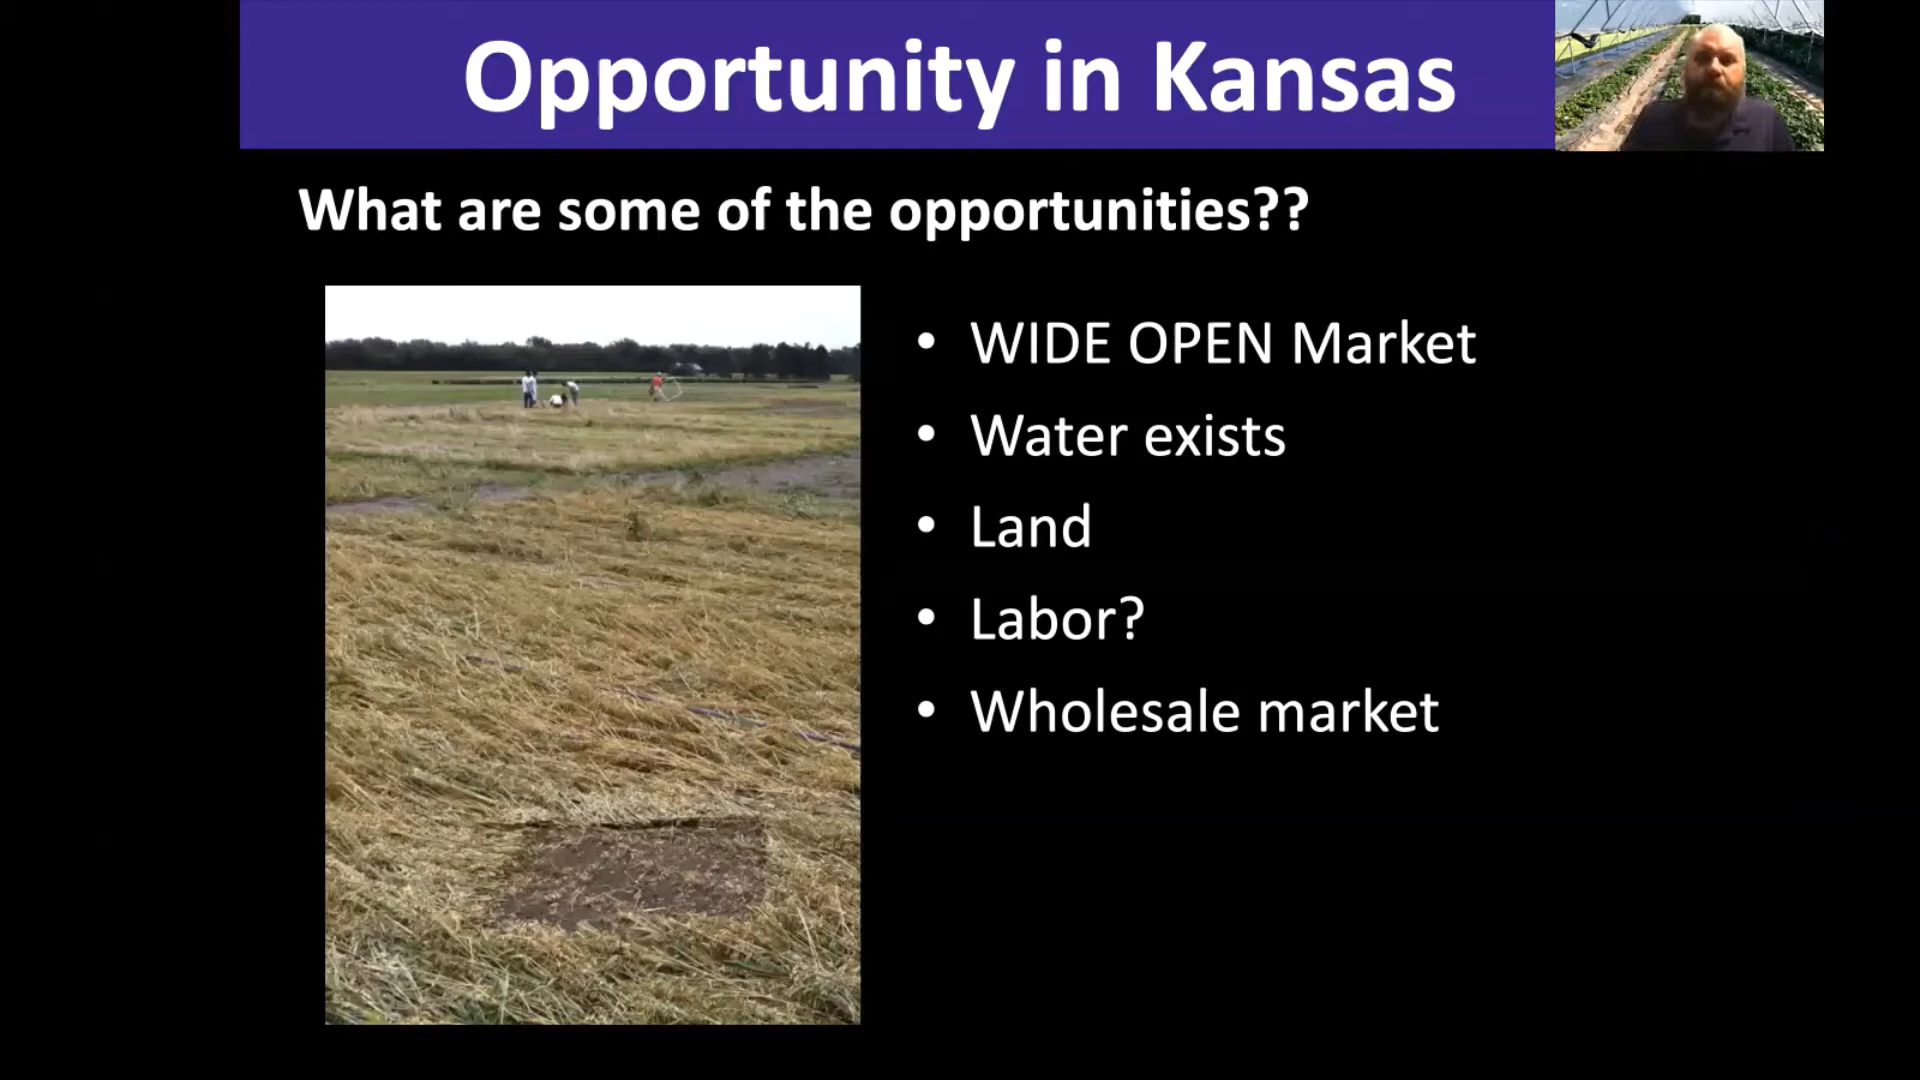 Opportunity in Kansas
What are some of the opportunities??
• WIDE OPEN Market
• Water exists
• Land
• Labor?
• Wholesale market